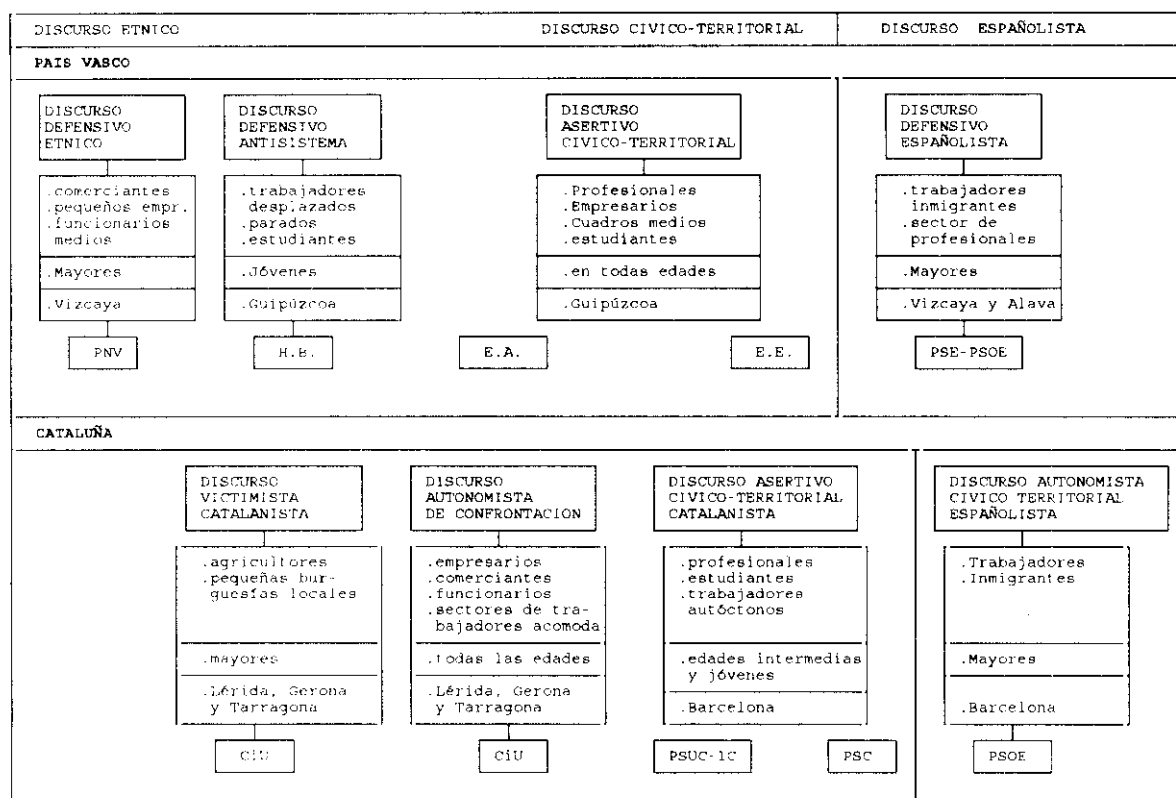 DISCURSO ETNICO
DISCURSO CIVICO-TERRITORIAL
DISCURSO ESPAÑOLISTA
PAIS VASCO
DISCURSO
DEFENSIVO
ETNICO
.comerciantes
.pequeños empr.
.funcionarios
medios
.Mayores
.Vizcaya
PNV
DISCURSO
DEFENSIVO
ANTISISTEMA
.trabajadores
desplazados
.parados
.estudiantes
.Jóvenes
.Guipúzcoa
H.B.
E.A.
DISCURSO
ASERTIVO
CIVICO-TERRITORIAL
.Profesionales
.Empresarios
.Cuadros medios
.estudiantes
.en todas edades
.Guipúzcoa
E.E.
DISCURSO
DEFENSIVO
ESPAÑOLISTA
.trabajadores
inmigrantes
.sector de
profesionales
.Mayores
.Vizcaya y Alava
PSE-PSOE
CATALUÑA
DISCURSO
VICTIMISTA
CATALANISTA
.agricultores
.pequeñas bur-
guesías locales
.mayores
.Lérida, Gerona
y Tarragona
CiU
DISCURSO
AUTONOMISTA
DE CONFRONTACION
.empresarios
.comerciantes
.funcionarios
.sectores de tra-
bajadores acomoda
.todas las edades
.Lérida, Gerona
y Tarragona
CiU
DISCURSO ASERTIVO
CIVICO-TERRITORIAL
CATALANISTA
.profesionales
.estudiantes
.trabajadores
autóctonos
.edades intermedias
y jóvenes
.Barcelona
PSUC-IC
PSC
DISCURSO AUTONOMISTA
CIVICO TERRITORIAL
ESPAÑOLISTA
.Trabajadores
.Inmigrantes
.Mayores
.Barcelona
PSOE